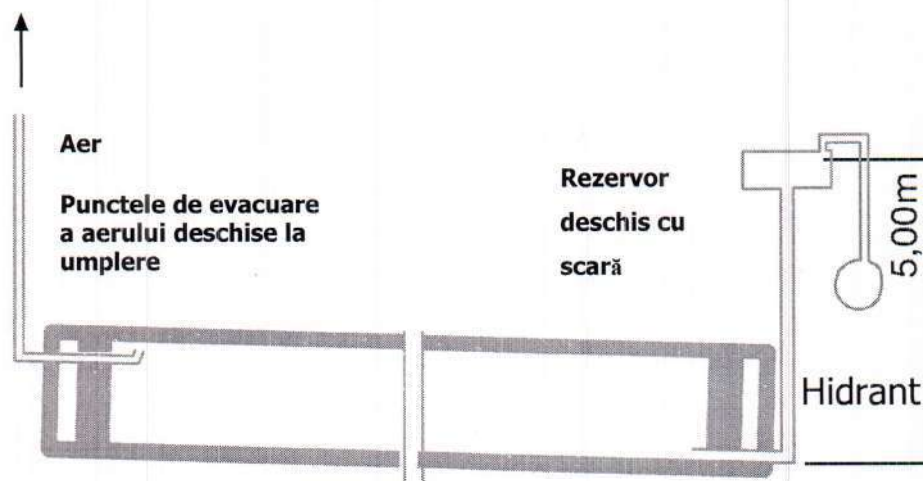 Aer
Punctele de evacuare
a aerului deschise la
umplere
Rezervor
deschis cu
scară
5,00m
Hidrant